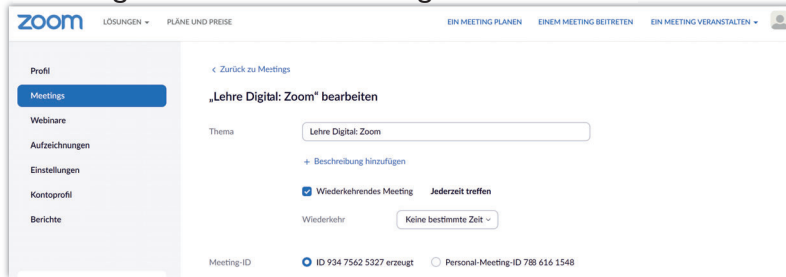 zoom LÖSUNGEN PLÄNE UND PREISE EIN MEETING PLANEN EINEM MEETING BEITRETEN EIN MEETING VERANSTALTEN
Profil
Meetings
Webinare
Aufzeichnungen
Einstellungen
Kontoprofil
Berichte
< Zurück zu Meetings
„Lehre Digital: Zoom“ bearbeiten
Thema Lehre Digital: Zoom
+ Beschreibung hinzufügen
Wiederkehrendes Meeting Jederzeit treffen
Wiederkehr Keine bestimmte Zeit
Meeting-ID ID 934 7562 5327 erzeugt Personal-Meeting-ID 788 616 1548